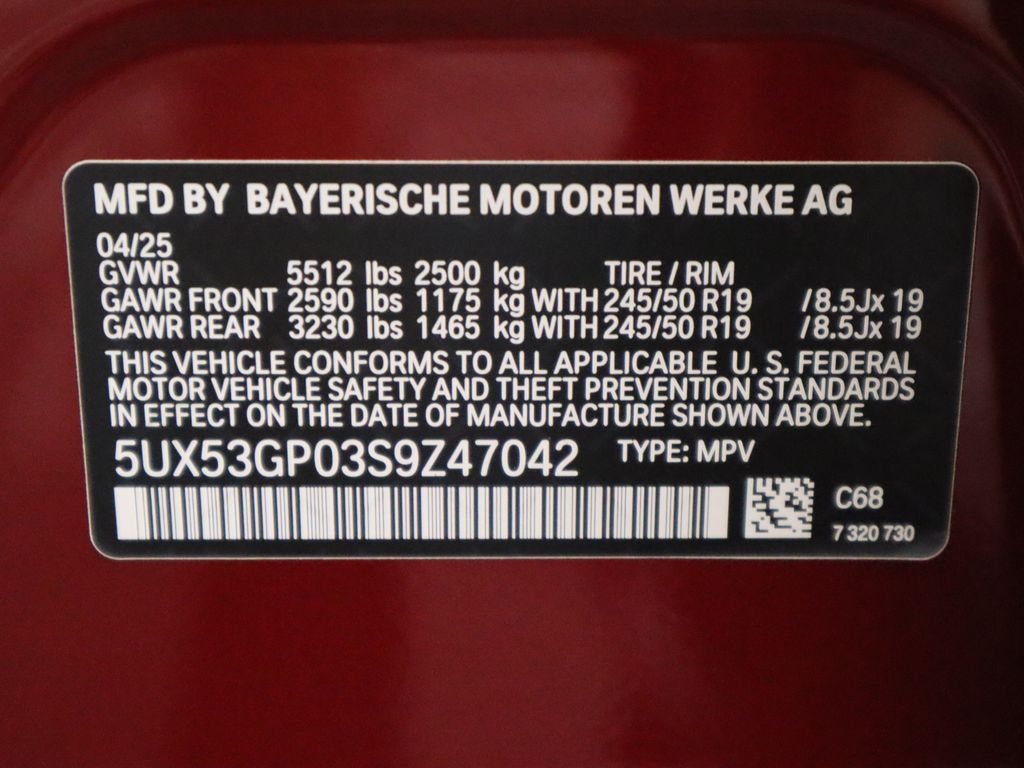 MFD BY BAYERISCHE MOTOREN WERKE AG
04/25
GVWR 5512 lbs 2500 kg TIRE / RIM
GAWR FRONT 2590 lbs 1175 kg WITH 245/50 R19 /8.5Jx 19
GAWR REAR 3230 lbs 1465 kg WITH 245/50 R19 /8.5Jx 19
THIS VEHICLE CONFORMS TO ALL APPLICABLE U. S. FEDERAL
MOTOR VEHICLE SAFETY AND THEFT PREVENTION STANDARDS
IN EFFECT ON THE DATE OF MANUFACTURE SHOWN ABOVE.
5UX53GP03S9Z47042 TYPE: MPV
C68
7 320 730